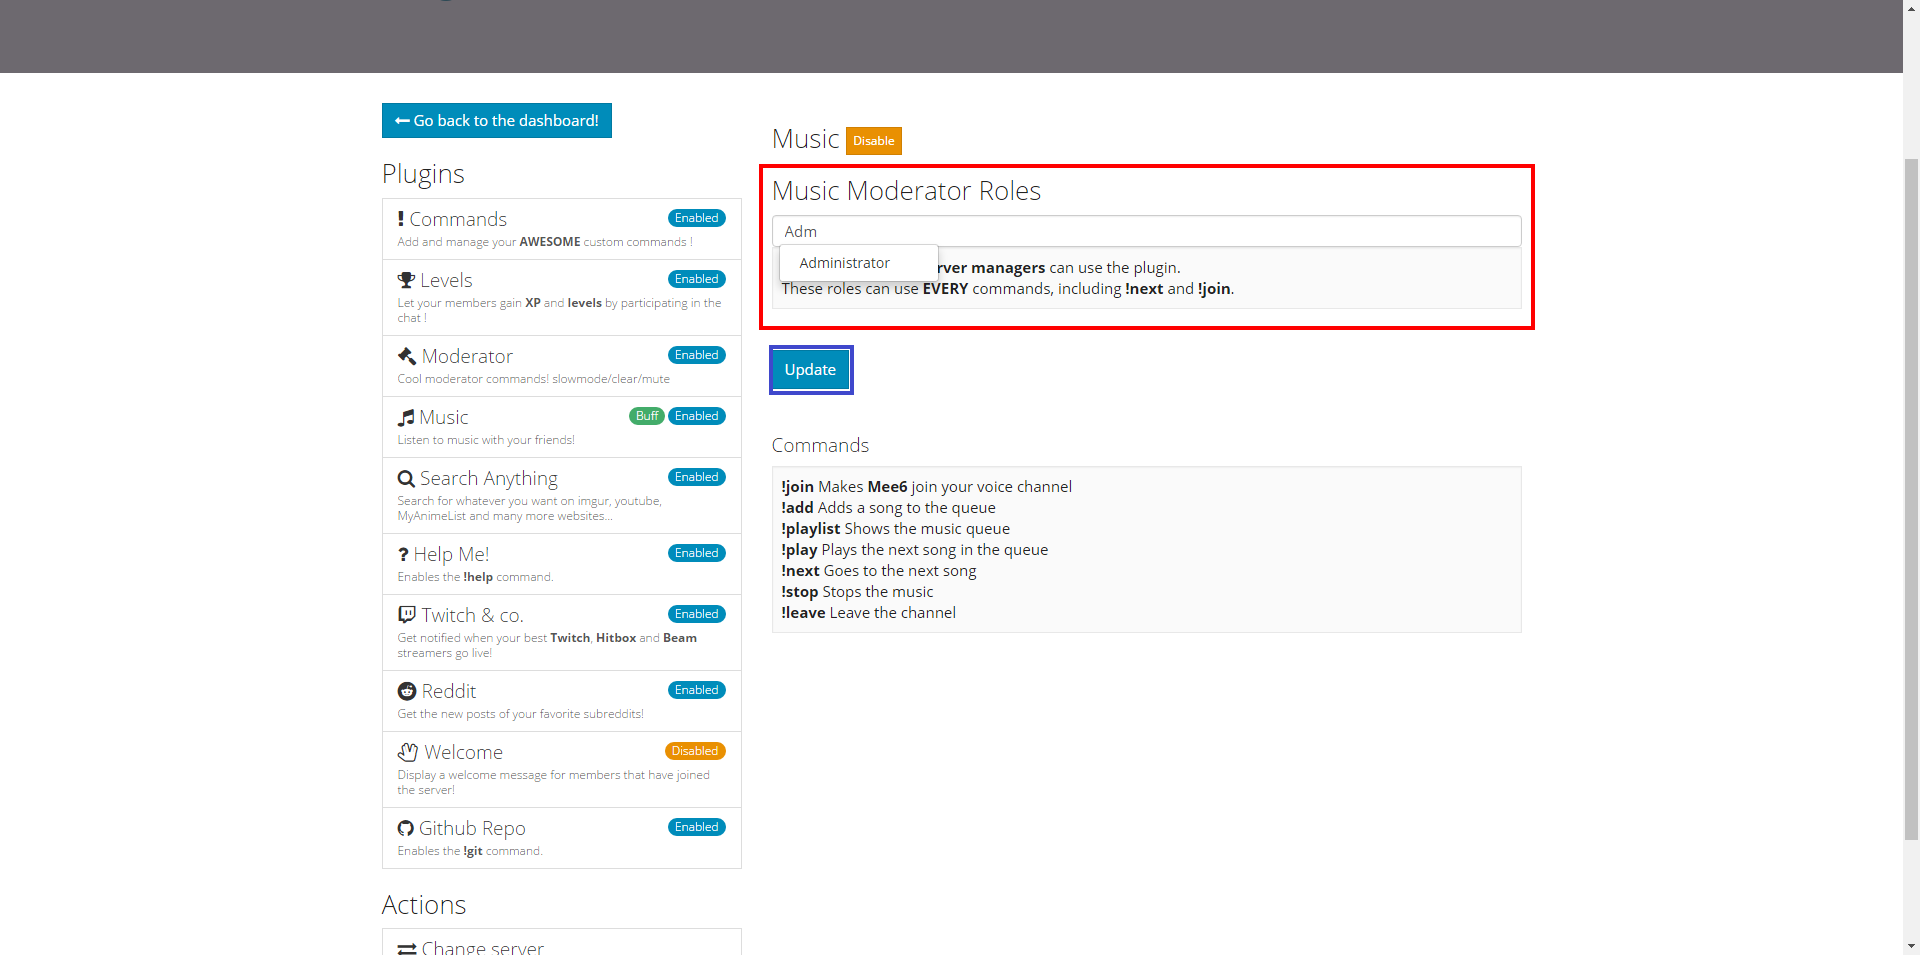 Go back to the dashboard!
Plugins
! Commands Enabled
Add and manage your AWESOME custom commands !
Levels Enabled
Let your members gain XP and levels by participating in the
chat !
Moderator Enabled
Cool moderator commands! slowmode/clear/mute
Music Buff Enabled
Listen to music with your friends!
Search Anything Enabled
Search for whatever you want on imgur, youtube,
MyAnimeList and many more websites...
? Help Me! Enabled
Enables the !help command.
Twitch & co. Enabled
Get notified when your best Twitch, Hitbox and Beam
streamers go live!
Reddit Enabled
Get the new posts of your favorite subreddits!
Welcome Disabled
Display a welcome message for members that have joined
the server!
Github Repo Enabled
Enables the !git command.
Actions
Change server
Music Disable
Music Moderator Roles
Adm
Administrator
rver managers can use the plugin.
These roles can use EVERY commands, including !next and !join.
Update
Commands
!join Makes Mee6 join your voice channel
!add Adds a song to the queue
!playlist Shows the music queue
!play Plays the next song in the queue
!next Goes to the next song
!stop Stops the music
!leave Leave the channel